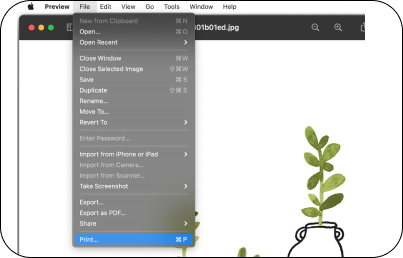 Preview File Edit View Go Tools Window Help
01b01ed.jpg
New from Clipboard ⌘N
Open... ⌘O
Open Recent >
Close Window ⌘W
Close Selected Image ⇧⌘W
Save ⌘S
Duplicate ⇧⌘S
Rename...
Move To...
Revert To >
Enter Password...
Import from iPhone or iPad >
Import from Camera...
Import from Scanner...
Take Screenshot >
Export...
Export as PDF...
Share >
Print... ⌘P